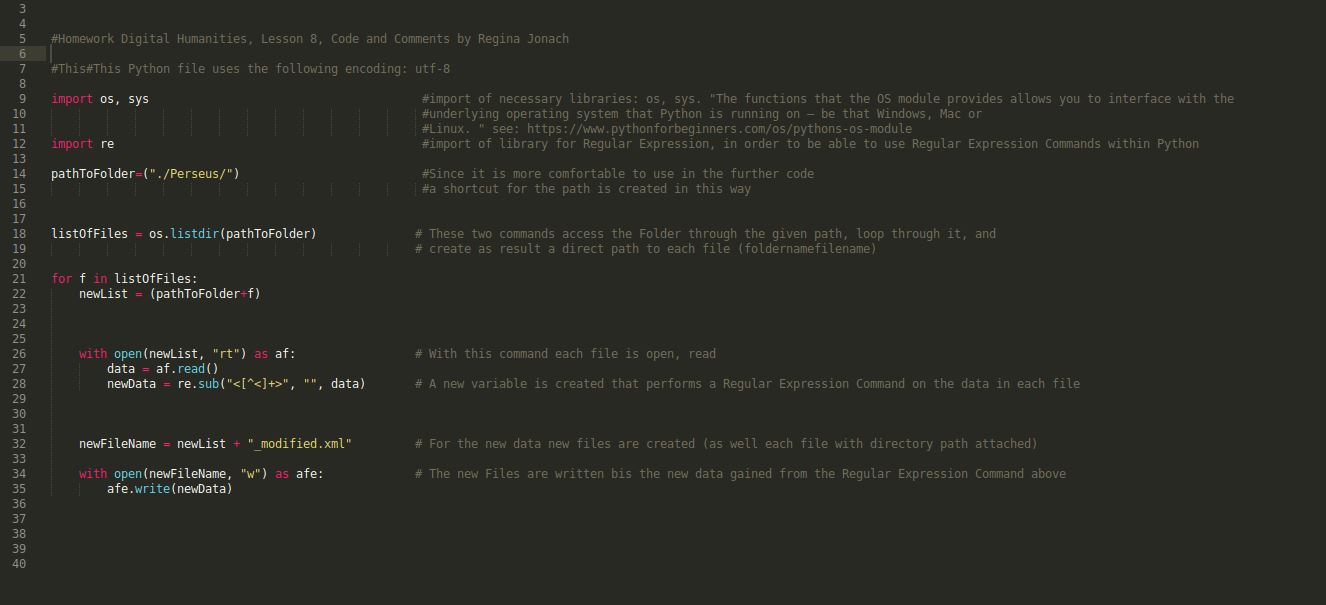 3
4
5 #Homework Digital Humanities, Lesson 8, Code and Comments by Regina Jonach
6
7 #This#This Python file uses the following encoding: utf-8
8
9 import os, sys #import of necessary libraries: os, sys. "The functions that the OS module provides allows you to interface with the
10 #underlying operating system that Python is running on – be that Windows, Mac or
11 #Linux. " see: https://www.pythonforbeginners.com/os/pythons-os-module
12 import re #import of library for Regular Expression, in order to be able to use Regular Expression Commands within Python
13
14 pathToFolder=("./Perseus/") #Since it is more comfortable to use in the further code
15 #a shortcut for the path is created in this way
16
17
18 listOfFiles = os.listdir(pathToFolder) # These two commands access the Folder through the given path, loop through it, and
19 # create as result a direct path to each file (foldernamefilename)
20
21 for f in listOfFiles:
22 newList = (pathToFolder+f)
23
24
25
26 with open(newList, "rt") as af: # With this command each file is open, read
27 data = af.read()
28 newData = re.sub("<[^<]+>", "", data) # A new variable is created that performs a Regular Expression Command on the data in each file
29
30
31
32 newFileName = newList + "_modified.xml" # For the new data new files are created (as well each file with directory path attached)
33
34 with open(newFileName, "w") as afe: # The new Files are written bis the new data gained from the Regular Expression Command above
35 afe.write(newData)
36
37
38
39
40